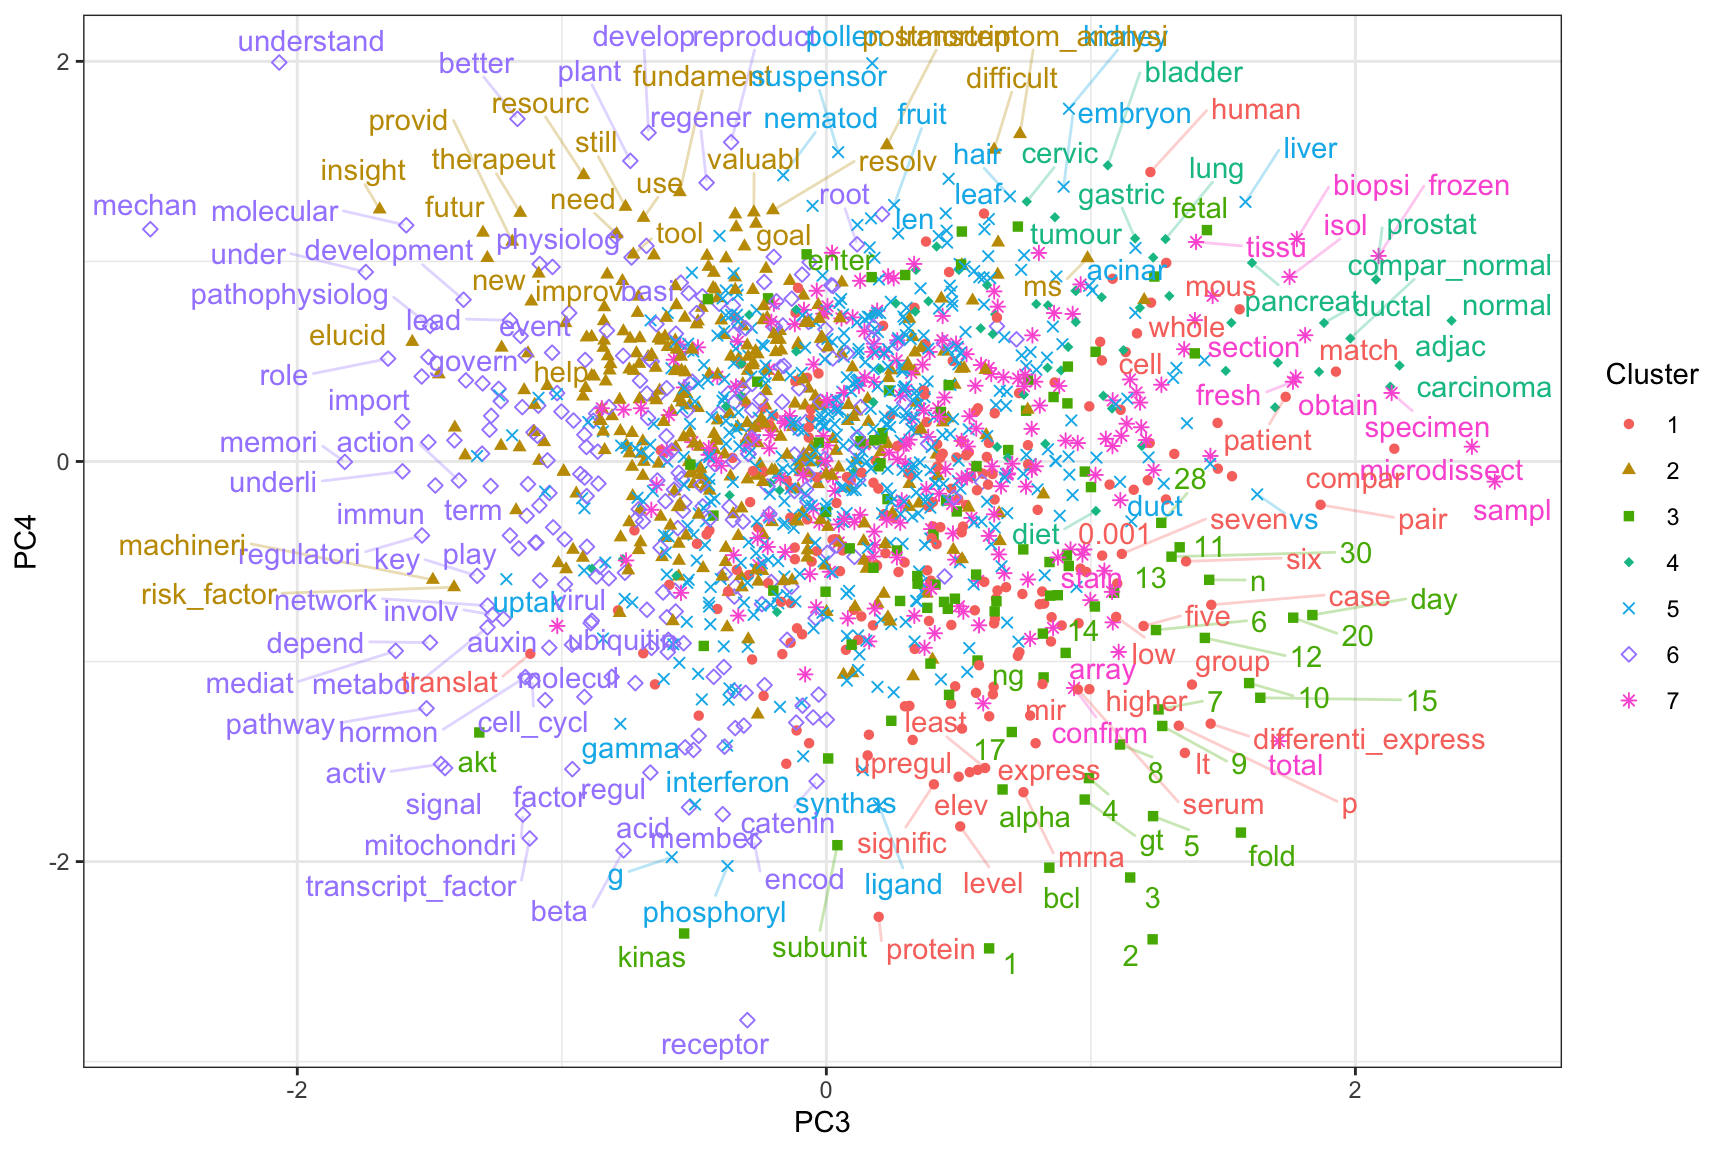 understand
develop
reproduct
pollen
postmortem
transcriptom_analysi
kidney
better
plant
fundament
suspensor
difficult
bladder
resourc
provid
still
regener
nematod
fruit
embryon
human
insight
therapeut
valuabl
resolv
hair
cervic
lung
liver
mechan
molecular
futur
need
use
root
leaf
gastric
fetal
biopsi
frozen
under
development
physiolog
tool
goal
len
tumour
tissu
isol
prostat
pathophysiolog
new
improv
basi
enter
ms
acinar
mous
compar_normal
elucid
lead
event
whole
pancreat
ductal
normal
role
govern
help
cell
section
match
adjac
import
fresh
obtain
carcinoma
memori
action
patient
specimen
underli
term
28
compar
microdissect
immun
diet
duct
0.001
seven
vs
pair
sampl
machineri
regulatori
key
play
11
30
risk_factor
network
involv
uptak
virul
stain
13
n
six
depend
auxin
ubiquitin
14
five
6
case
day
20
mediat
metabol
translat
molecul
ng
array
low
group
12
pathway
hormon
cell_cycl
mir
higher
7
10
15
activ
akt
gamma
least
17
confirm
differenti_express
signal
factor
regul
interferon
upregul
express
8
lt
9
total
mitochondri
acid
member
catenin
synthas
elev
alpha
4
serum
p
transcript_factor
g
encod
signific
mrna
gt
5
fold
beta
phosphoryl
ligand
level
bcl
3
kinas
subunit
protein
1
2
receptor
2
0
-2
-2
0
2
PC3
PC4
Cluster
1
2
3
4
5
6
7